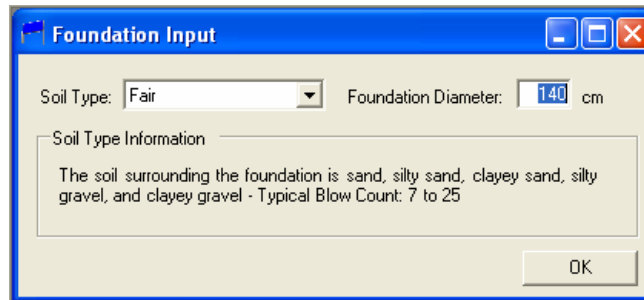 Foundation Input
Soil Type: Fair Foundation Diameter: 140 cm
Soil Type Information
The soil surrounding the foundation is sand, silty sand, clayey sand, silty
gravel, and clayey gravel - Typical Blow Count: 7 to 25
OK